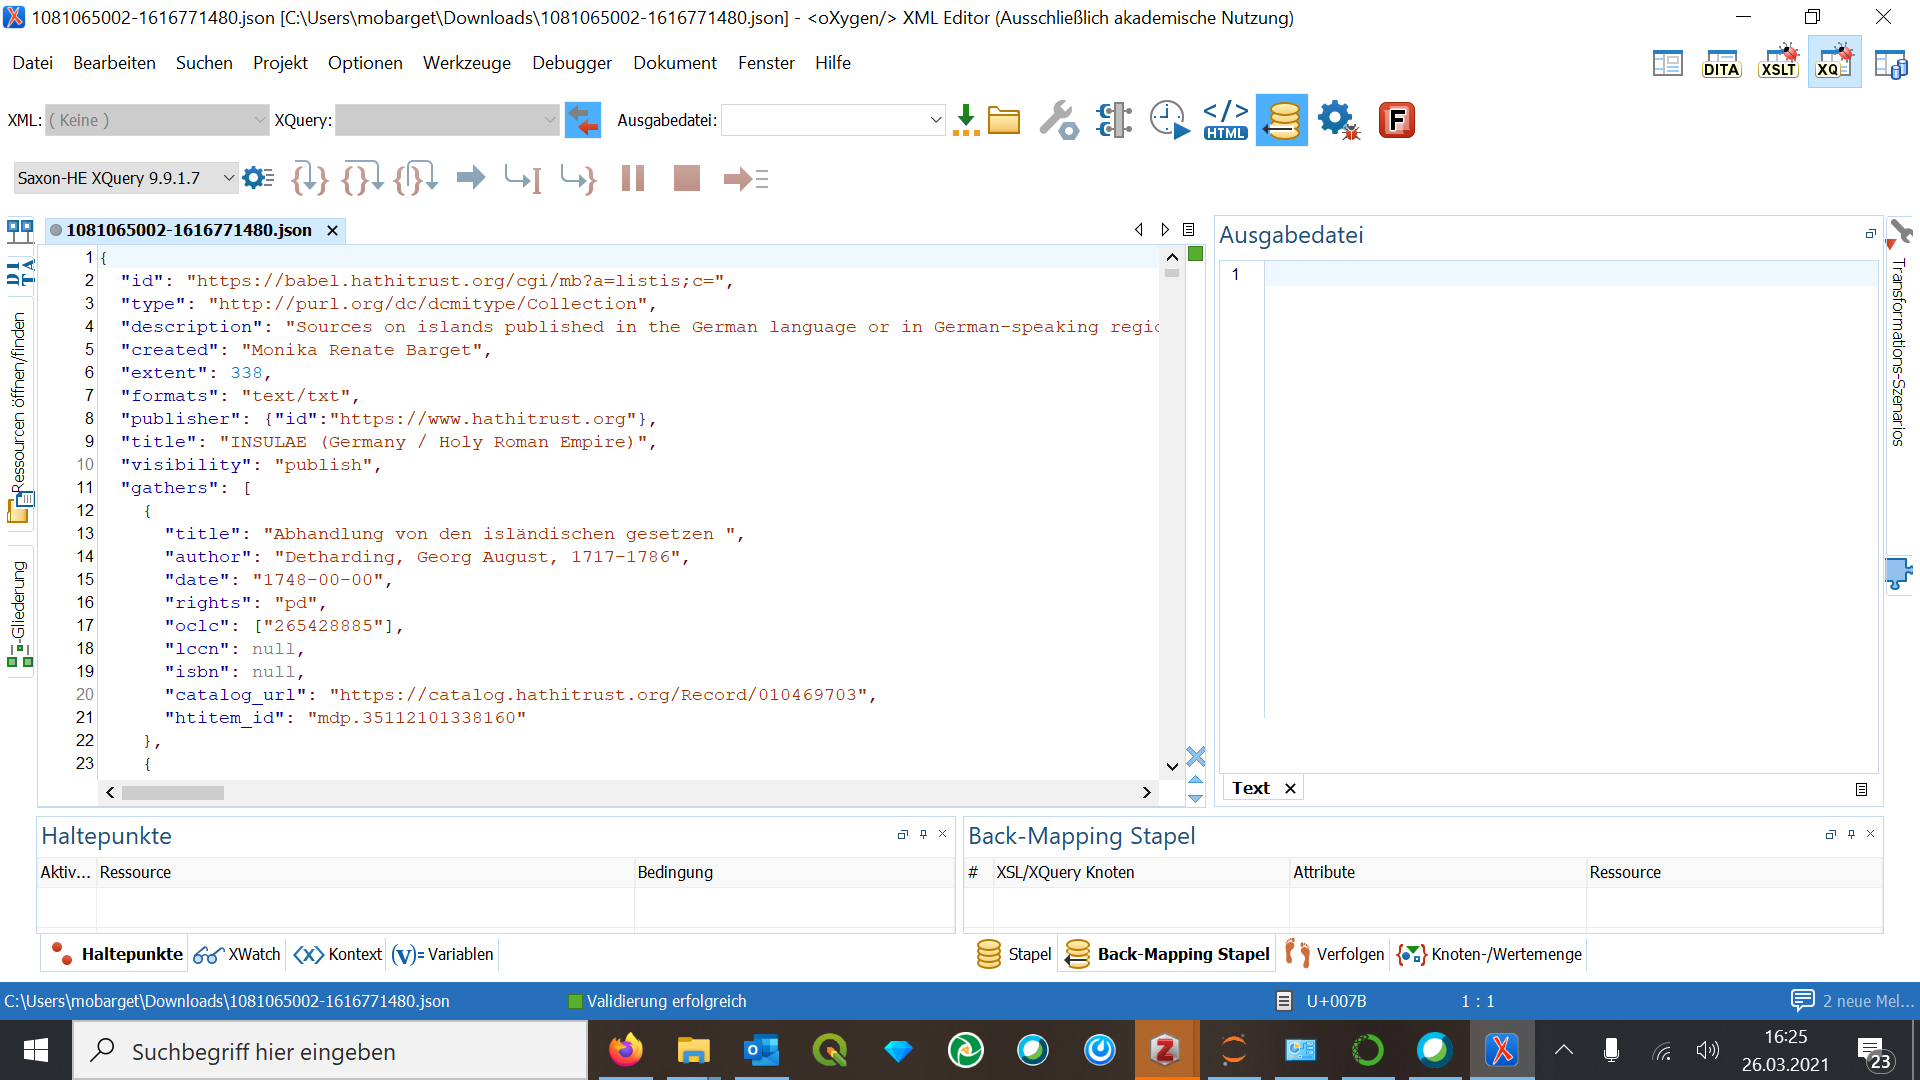 1081065002-1616771480.json [C:\Users\mobarget\Downloads\1081065002-1616771480.json] - <oXygen/> XML Editor (Ausschließlich akademische Nutzung)
Datei Bearbeiten Suchen Projekt Optionen Werkzeuge Debugger Dokument Fenster Hilfe
DITA XSLT XQ
XML: ( Keine ) XQuery: Ausgabedatei: HTML F
Saxon-HE XQuery 9.9.1.7
1081065002-1616771480.json
Ausgabedatei
DITA
Ressourcen öffnen/finden
-Gliederung
Transformations-Szenarios
1 {
2 "id": "https://babel.hathitrust.org/cgi/mb?a=listis;c=",
3 "type": "http://purl.org/dc/dcmitype/Collection",
4 "description": "Sources on islands published in the German language or in German-speaking regio
5 "created": "Monika Renate Barget",
6 "extent": 338,
7 "formats": "text/txt",
8 "publisher": {"id":"https://www.hathitrust.org"},
9 "title": "INSULAE (Germany / Holy Roman Empire)",
10 "visibility": "publish",
11 "gathers": [
12 {
13 "title": "Abhandlung von den isländischen gesetzen ",
14 "author": "Detharding, Georg August, 1717-1786",
15 "date": "1748-00-00",
16 "rights": "pd",
17 "oclc": ["265428885"],
18 "lccn": null,
19 "isbn": null,
20 "catalog_url": "https://catalog.hathitrust.org/Record/010469703",
21 "htitem_id": "mdp.35112101338160"
22 },
23 {
1
Text
Haltepunkte
Aktiv... Ressource Bedingung
Back-Mapping Stapel
# XSL/XQuery Knoten Attribute Ressource
Haltepunkte XWatch Kontext Variablen
Stapel Back-Mapping Stapel Verfolgen Knoten-/Wertemenge
C:\Users\mobarget\Downloads\1081065002-1616771480.json Validierung erfolgreich U+007B 1 : 1 2 neue Mel...
Suchbegriff hier eingeben
16:25
26.03.2021
23